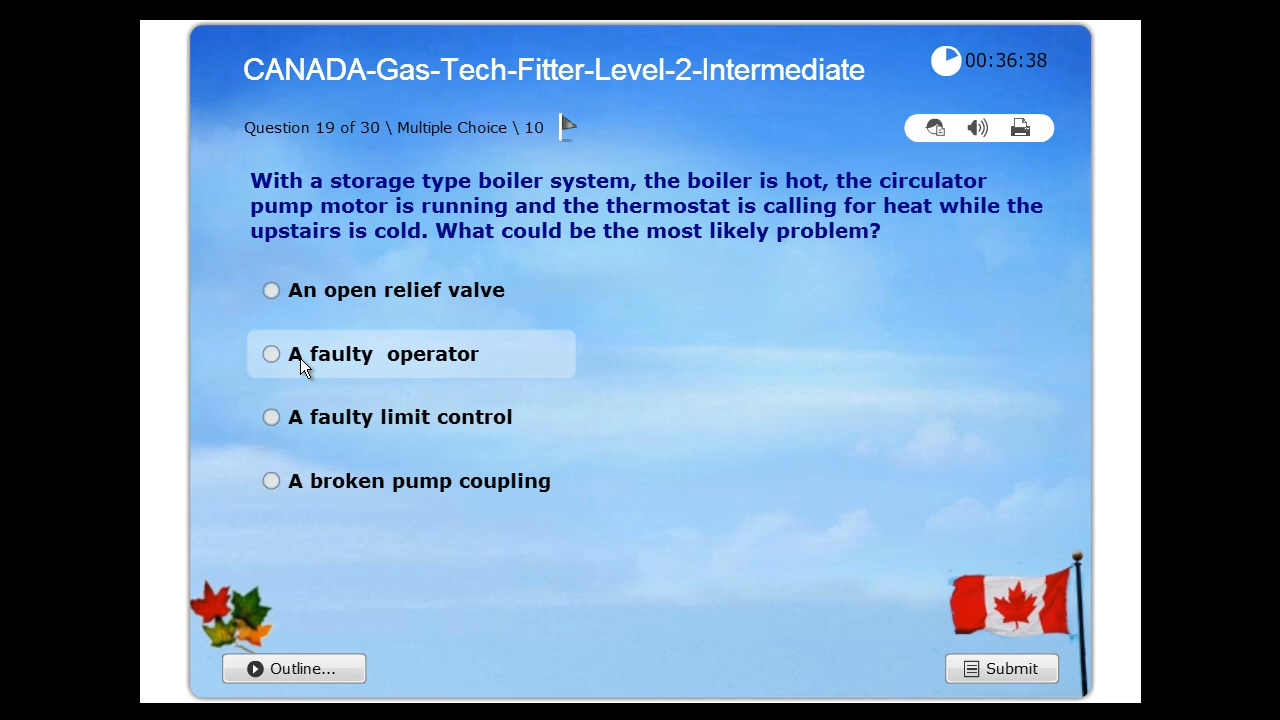 CANADA-Gas-Tech-Fitter-Level-2-Intermediate
00:36:38
Question 19 of 30 \ Multiple Choice \ 10
With a storage type boiler system, the boiler is hot, the circulator
pump motor is running and the thermostat is calling for heat while the
upstairs is cold. What could be the most likely problem?
An open relief valve
A faulty  operator
A faulty limit control
A broken pump coupling
Outline...
Submit